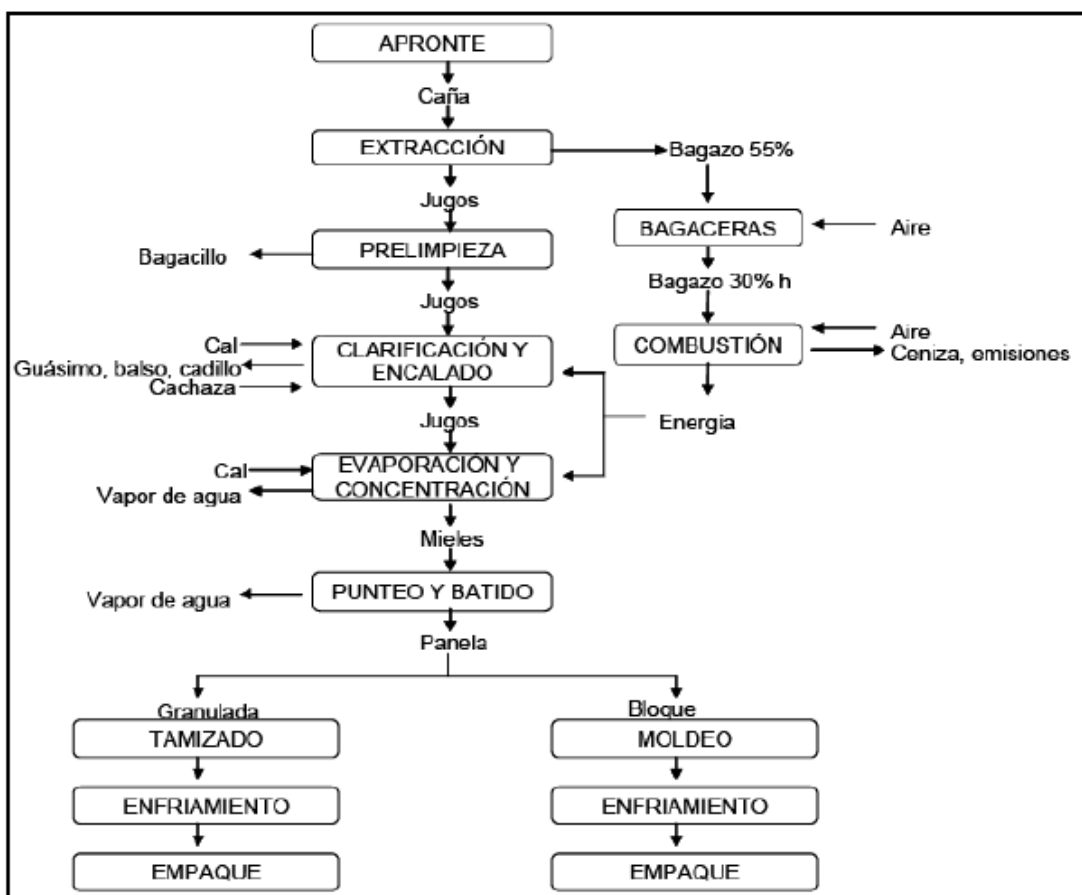 APRONTE
Caña
EXTRACCIÓN
Bagazo 55%
Jugos
BAGACERAS
Aire
Bagacillo
PRELIMPIEZA
Bagazo 30% h
Jugos
Cal
Guásimo, balso, cadillo
Cachaza
CLARIFICACIÓN Y
ENCALADO
COMBUSTIÓN
Aire
Ceniza, emisiones
Jugos
Energia
Cal
Vapor de agua
EVAPORACIÓN Y
CONCENTRACIÓN
Mieles
Vapor de agua
PUNTEO Y BATIDO
Panela
Granulada
TAMIZADO
ENFRIAMIENTO
EMPAQUE
Bloque
MOLDEO
ENFRIAMIENTO
EMPAQUE